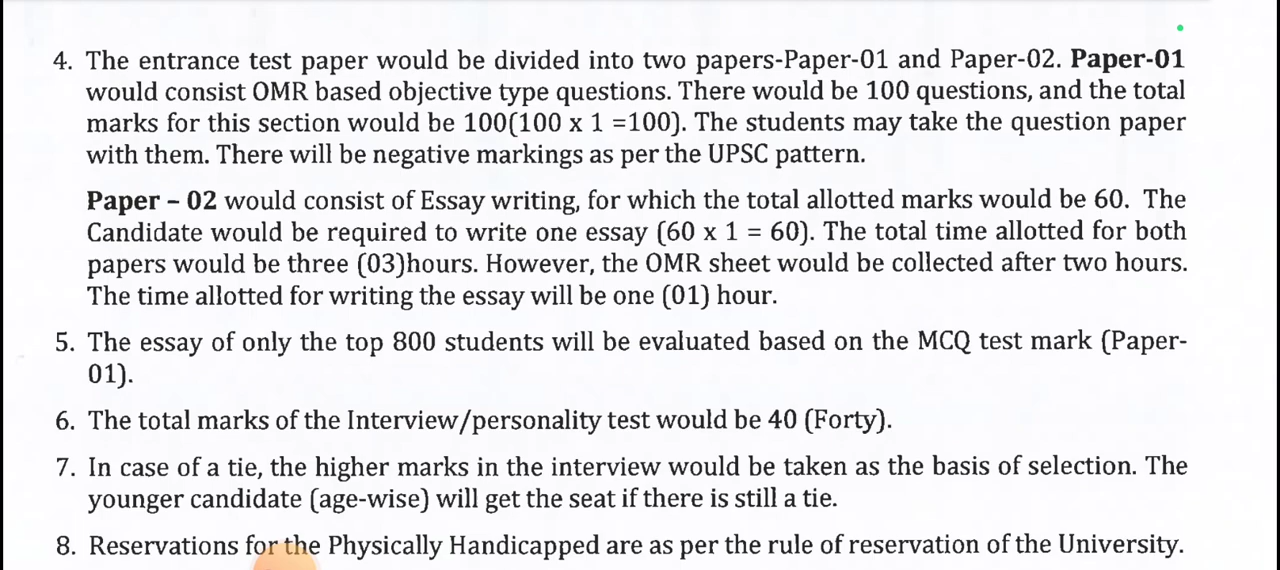 4. The entrance test paper would be divided into two papers-Paper-01 and Paper-02. Paper-01
would consist OMR based objective type questions. There would be 100 questions, and the total
marks for this section would be 100(100 x 1 =100). The students may take the question paper
with them. There will be negative markings as per the UPSC pattern.
Paper – 02 would consist of Essay writing, for which the total allotted marks would be 60. The
Candidate would be required to write one essay (60 x 1 = 60). The total time allotted for both
papers would be three (03)hours. However, the OMR sheet would be collected after two hours.
The time allotted for writing the essay will be one (01) hour.
5. The essay of only the top 800 students will be evaluated based on the MCQ test mark (Paper-
01).
6. The total marks of the Interview/personality test would be 40 (Forty).
7. In case of a tie, the higher marks in the interview would be taken as the basis of selection. The
younger candidate (age-wise) will get the seat if there is still a tie.
8. Reservations for the Physically Handicapped are as per the rule of reservation of the University.